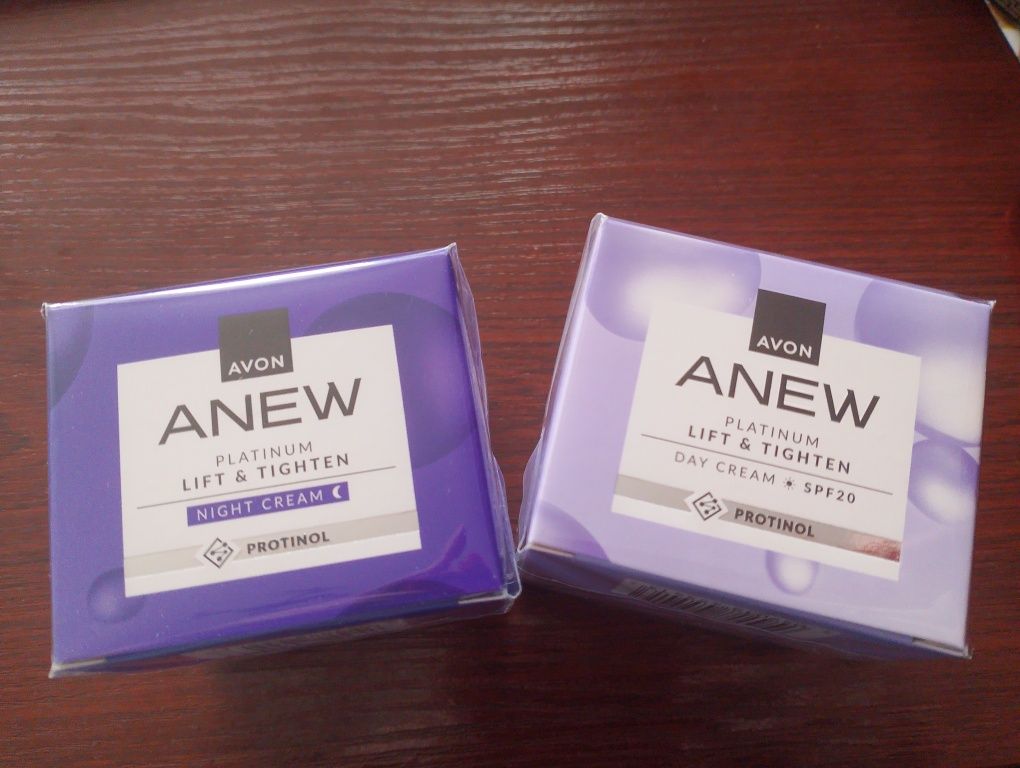 AVON
ANEW
PLATINUM
LIFT & TIGHTEN
NIGHT CREAM
PROTINOL
AVON
ANEW
PLATINUM
LIFT & TIGHTEN
DAY CREAM SPF20
PROTINOL